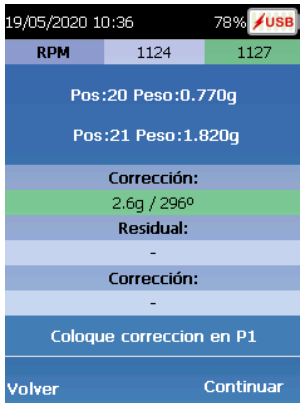 19/05/2020 10:36 78% USB
RPM 1124 1127
Pos:20 Peso:0.770g
Pos:21 Peso:1.820g
Corrección:
2.6g / 296º
Residual:
-
Corrección:
-
Coloque correccion en P1
Volver Continuar